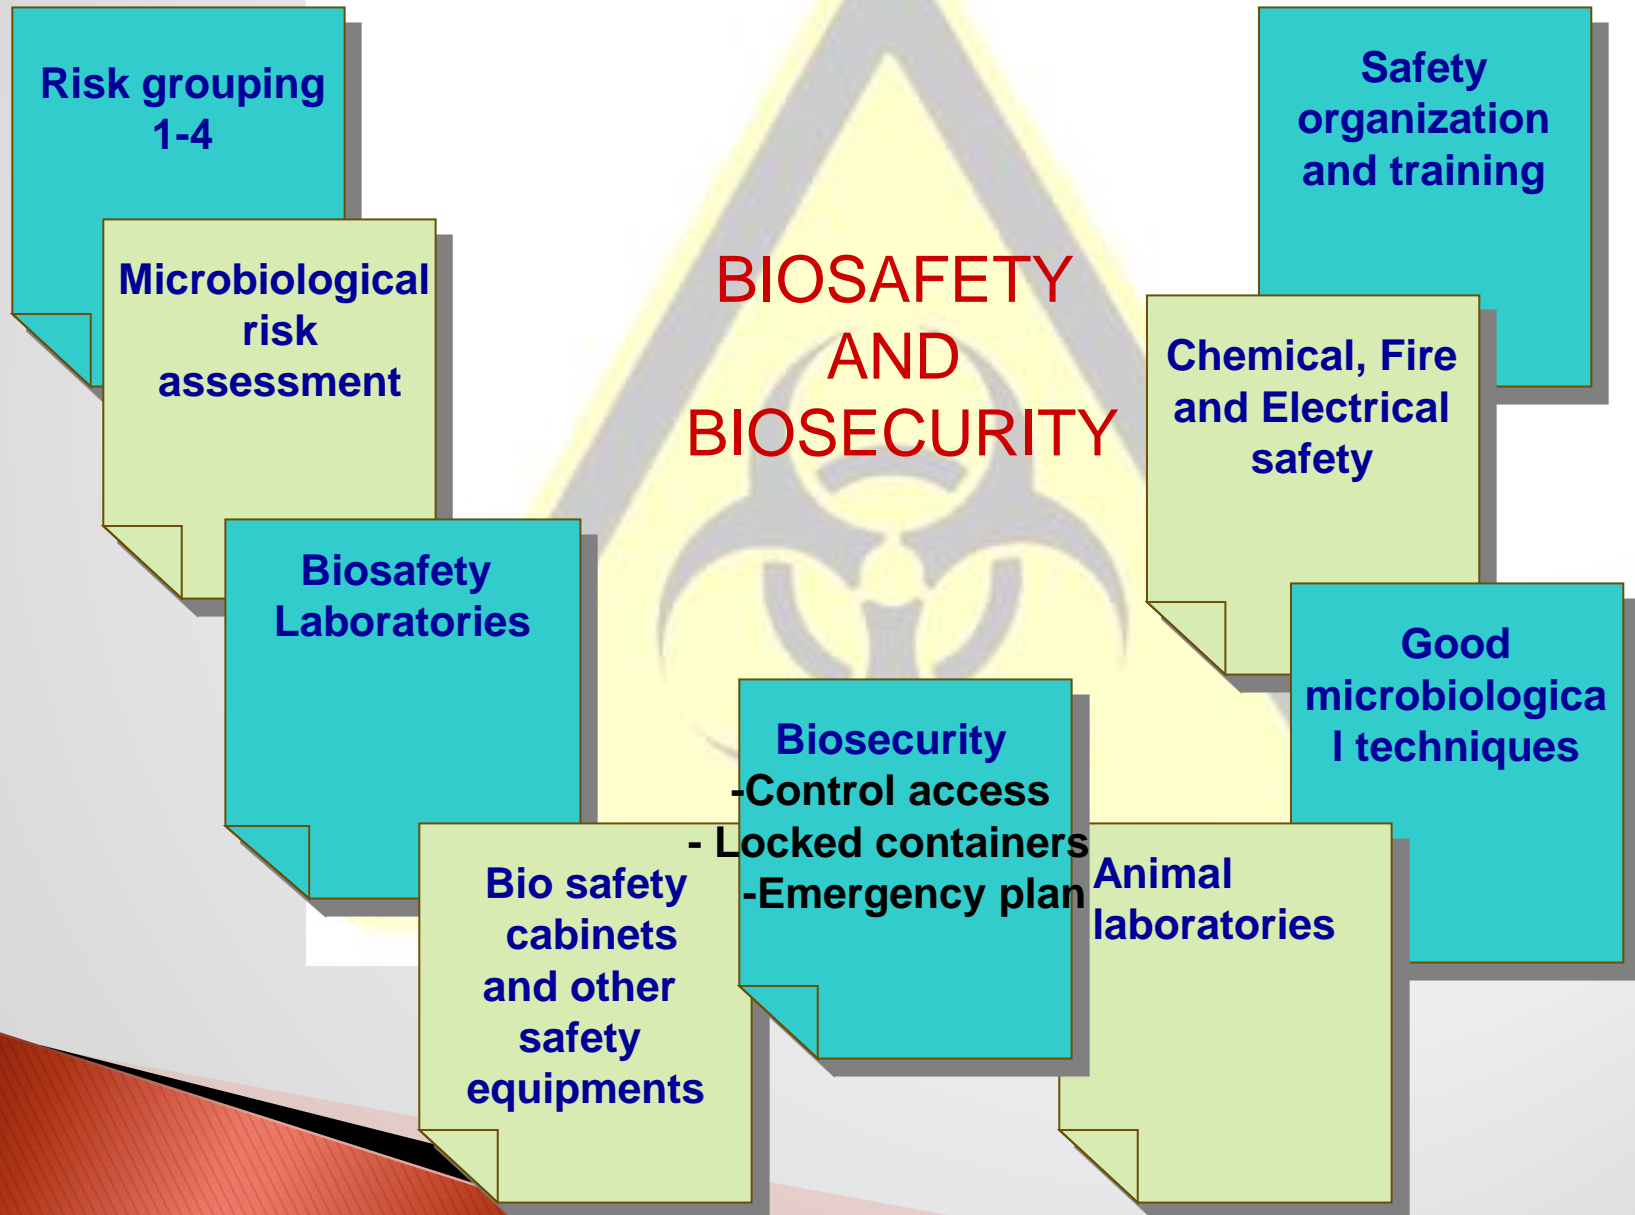 Risk grouping
1-4
Microbiological
risk
assessment
Biosafety
Laboratories
Bio safety
cabinets
and other
safety
equipments
BIOSAFETY
AND
BIOSECURITY
Biosecurity
-Control access
- Locked containers
-Emergency plan
Safety
organization
and training
Chemical, Fire
and Electrical
safety
Good
microbiologica
l techniques
Animal
laboratories